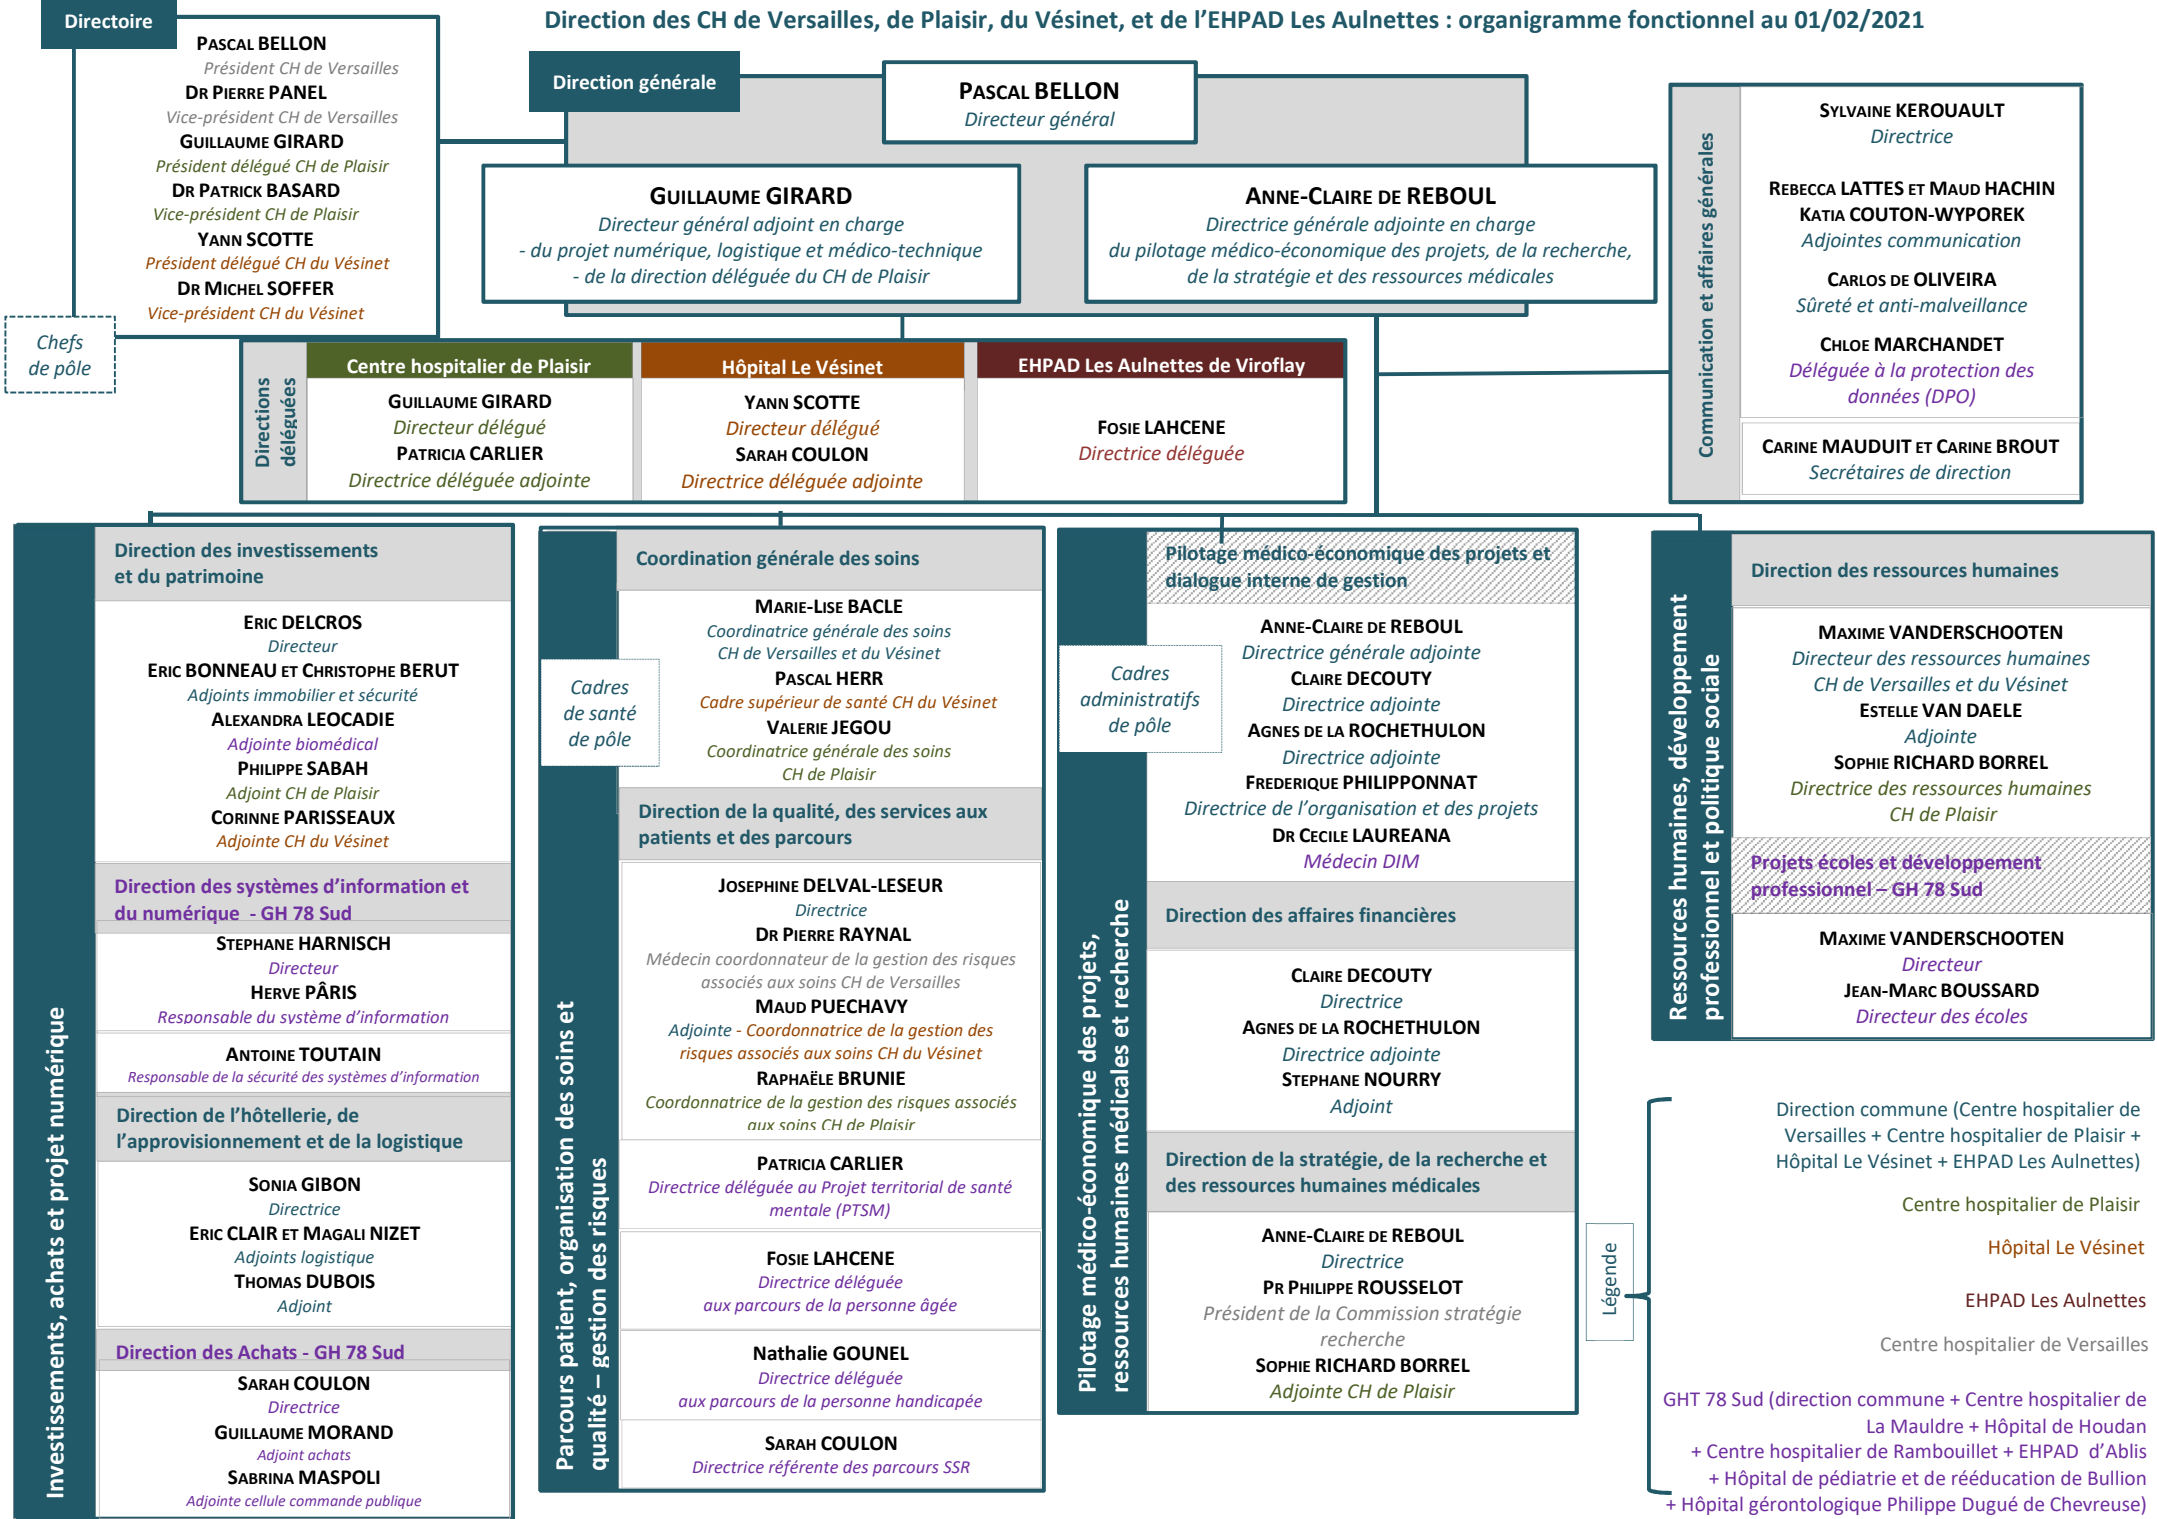 Direction des CH de Versailles, de Plaisir, du Vésinet, et de l'EHPAD Les Aulnettes : organigramme fonctionnel au 01/02/2021
Directoire
PASCAL BELLON
Président CH de Versailles
DR PIERRE PANEL
Vice-président CH de Versailles
GUILLAUME GIRARD
Président délégué CH de Plaisir
DR PATRICK BASARD
Vice-président CH de Plaisir
YANN SCOTTE
Président délégué CH du Vésinet
DR MICHEL SOFFER
Vice-président CH du Vésinet
Chefs
de pôle
Direction générale
PASCAL BELLON
Directeur général
GUILLAUME GIRARD
Directeur général adjoint en charge
- du projet numérique, logistique et médico-technique
- de la direction déléguée du CH de Plaisir
ANNE-CLAIRE DE REBOUL
Directrice générale adjointe en charge
du pilotage médico-économique des projets, de la recherche,
de la stratégie et des ressources médicales
Communication et affaires générales
SYLVAINE KEROUAULT
Directrice
REBECCA LATTES ET MAUD HACHIN
KATIA COUTON-WYPOREK
Adjointes communication
CARLOS DE OLIVEIRA
Sûreté et anti-malveillance
CHLOE MARCHANDET
Déléguée à la protection des
données (DPO)
CARINE MAUDUIT ET CARINE BROUT
Secrétaires de direction
Directions
déléguées
Centre hospitalier de Plaisir
GUILLAUME GIRARD
Directeur délégué
PATRICIA CARLIER
Directrice déléguée adjointe
Hôpital Le Vésinet
YANN SCOTTE
Directeur délégué
SARAH COULON
Directrice déléguée adjointe
EHPAD Les Aulnettes de Viroflay
FOSIE LAHCENE
Directrice déléguée
Investissements, achats et projet numérique
Direction des investissements
et du patrimoine
ERIC DELCROS
Directeur
ERIC BONNEAU ET CHRISTOPHE BERUT
Adjoints immobilier et sécurité
ALEXANDRA LEOCADIE
Adjointe biomédical
PHILIPPE SABAH
Adjoint CH de Plaisir
CORINNE PARISSEAUX
Adjointe CH du Vésinet
Direction des systèmes d'information et
du numérique - GH 78 Sud
STEPHANE HARNISCH
Directeur
HERVE PÂRIS
Responsable du système d'information
ANTOINE TOUTAIN
Responsable de la sécurité des systèmes d'information
Direction de l'hôtellerie, de
l'approvisionnement et de la logistique
SONIA GIBON
Directrice
ERIC CLAIR ET MAGALI NIZET
Adjoints logistique
THOMAS DUBOIS
Adjoint
Direction des Achats - GH 78 Sud
SARAH COULON
Directrice
GUILLAUME MORAND
Adjoint achats
SABRINA MASPOLI
Adjointe cellule commande publique
Parcours patient, organisation des soins et
qualité – gestion des risques
Cadres
de santé
de pôle
Coordination générale des soins
MARIE-LISE BACLE
Coordinatrice générale des soins
CH de Versailles et du Vésinet
PASCAL HERR
Cadre supérieur de santé CH du Vésinet
VALERIE JEGOU
Coordinatrice générale des soins
CH de Plaisir
Direction de la qualité, des services aux
patients et des parcours
JOSEPHINE DELVAL-LESEUR
Directrice
DR PIERRE RAYNAL
Médecin coordonnateur de la gestion des risques
associés aux soins CH de Versailles
MAUD PUECHAVY
Adjointe - Coordonnatrice de la gestion des
risques associés aux soins CH du Vésinet
RAPHAËLE BRUNIE
Coordonnatrice de la gestion des risques associés
aux soins CH de Plaisir
PATRICIA CARLIER
Directrice déléguée au Projet territorial de santé
mentale (PTSM)
FOSIE LAHCENE
Directrice déléguée
aux parcours de la personne âgée
Nathalie GOUNEL
Directrice déléguée
aux parcours de la personne handicapée
SARAH COULON
Directrice référente des parcours SSR
Pilotage médico-économique des projets,
ressources humaines médicales et recherche
Cadres
administratifs
de pôle
Pilotage médico-économique des projets et
dialogue interne de gestion
ANNE-CLAIRE DE REBOUL
Directrice générale adjointe
CLAIRE DECOUTY
Directrice adjointe
AGNES DE LA ROCHETHULON
Directrice adjointe
FREDERIQUE PHILIPPONNAT
Directrice de l'organisation et des projets
DR CECILE LAUREANA
Médecin DIM
Direction des affaires financières
CLAIRE DECOUTY
Directrice
AGNES DE LA ROCHETHULON
Directrice adjointe
STEPHANE NOURRY
Adjoint
Direction de la stratégie, de la recherche et
des ressources humaines médicales
ANNE-CLAIRE DE REBOUL
Directrice
PR PHILIPPE ROUSSELOT
Président de la Commission stratégie
recherche
SOPHIE RICHARD BORREL
Adjointe CH de Plaisir
Ressources humaines, développement
professionnel et politique sociale
Direction des ressources humaines
MAXIME VANDERSCHOOTEN
Directeur des ressources humaines
CH de Versailles et du Vésinet
ESTELLE VAN DAELE
Adjointe
SOPHIE RICHARD BORREL
Directrice des ressources humaines
CH de Plaisir
Projets écoles et développement
professionnel – GH 78 Sud
MAXIME VANDERSCHOOTEN
Directeur
JEAN-MARC BOUSSARD
Directeur des écoles
Légende
Direction commune (Centre hospitalier de
Versailles + Centre hospitalier de Plaisir +
Hôpital Le Vésinet + EHPAD Les Aulnettes)
Centre hospitalier de Plaisir
Hôpital Le Vésinet
EHPAD Les Aulnettes
Centre hospitalier de Versailles
GHT 78 Sud (direction commune + Centre hospitalier de
La Mauldre + Hôpital de Houdan
+ Centre hospitalier de Rambouillet + EHPAD d'Ablis
+ Hôpital de pédiatrie et de rééducation de Bullion
+ Hôpital gérontologique Philippe Dugué de Chevreuse)